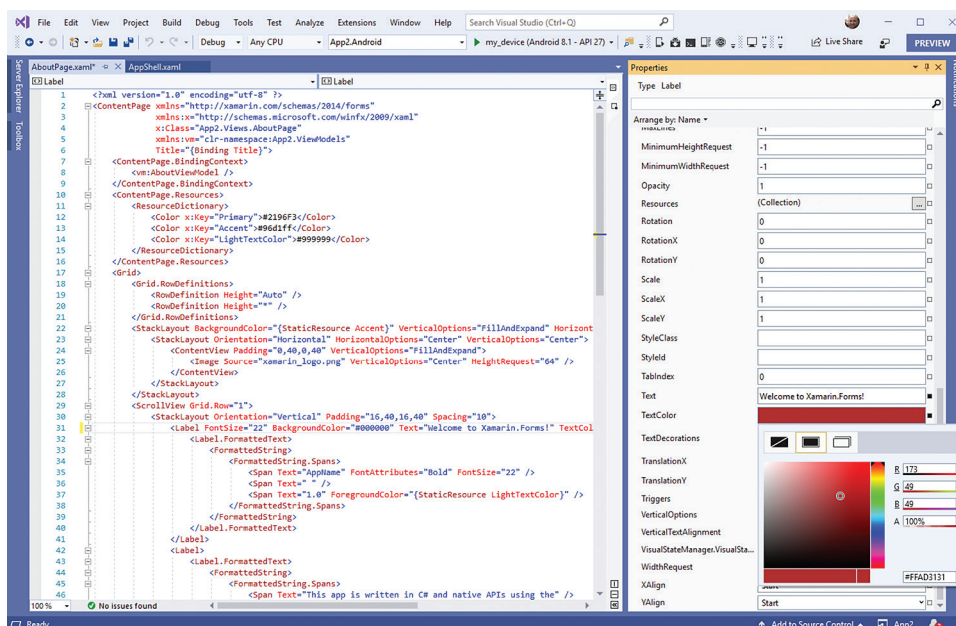 File Edit View Project Build Debug Tools Test Analyze Extensions Window Help Search Visual Studio (Ctrl+Q)
Debug Any CPU App2.Android my_device (Android 8.1 - API 27) Live Share PREVIEW
Server Explorer
Toolbox
AboutPage.xaml* AppShell.xaml
Label Label
1 <?xml version="1.0" encoding="utf-8" ?>
2 <ContentPage xmlns="http://xamarin.com/schemas/2014/forms"
3 xmlns:x="http://schemas.microsoft.com/winfx/2009/xaml"
4 x:Class="App2.Views.AboutPage"
5 xmlns:vm="clr-namespace:App2.ViewModels"
6 Title="{Binding Title}">
7 <ContentPage.BindingContext>
8 <vm:AboutViewModel />
9 </ContentPage.BindingContext>
10 <ContentPage.Resources>
11 <ResourceDictionary>
12 <Color x:Key="Primary">#2196F3</Color>
13 <Color x:Key="Accent">#96d1ff</Color>
14 <Color x:Key="LightTextColor">#999999</Color>
15 </ResourceDictionary>
16 </ContentPage.Resources>
17 <Grid>
18 <Grid.RowDefinitions>
19 <RowDefinition Height="Auto" />
20 <RowDefinition Height="*" />
21 </Grid.RowDefinitions>
22 <StackLayout BackgroundColor="{StaticResource Accent}" VerticalOptions="FillAndExpand" Horizont
23 <StackLayout Orientation="Horizontal" HorizontalOptions="Center" VerticalOptions="Center">
24 <ContentView Padding="0,40,0,40" VerticalOptions="FillAndExpand">
25 <Image Source="xamarin_logo.png" VerticalOptions="Center" HeightRequest="64" />
26 </ContentView>
27 </StackLayout>
28 </StackLayout>
29 <ScrollView Grid.Row="1">
30 <StackLayout Orientation="Vertical" Padding="16,40,16,40" Spacing="10">
31 <Label FontSize="22" BackgroundColor="#000000" Text="Welcome to Xamarin.Forms!" TextCol
32 <Label.FormattedText>
33 <FormattedString>
34 <FormattedString.Spans>
35 <Span Text="AppName" FontAttributes="Bold" FontSize="22" />
36 <Span Text=" " />
37 <Span Text="1.0" ForegroundColor="{StaticResource LightTextColor}" />
38 </FormattedString.Spans>
39 </FormattedString>
40 </Label.FormattedText>
41 </Label>
42 <Label>
43 <Label.FormattedText>
44 <FormattedString>
45 <FormattedString.Spans>
46 <Span Text="This app is written in C# and native APIs using the" />
100 % No issues found
Ready Add to Source Control App2
Properties
Type Label
Arrange by: Name
MaxLines -1
MinimumHeightRequest -1
MinimumWidthRequest -1
Opacity 1
Resources (Collection) ...
Rotation 0
RotationX 0
RotationY 0
Scale 1
ScaleX 1
ScaleY 1
StyleClass
StyleId
TabIndex 0
Text Welcome to Xamarin.Forms!
TextColor
TextDecorations
TranslationX
TranslationY
Triggers
VerticalOptions
VerticalTextAlignment
VisualStateManager.VisualSta...
WidthRequest
XAlign Start
YAlign Start
R 173
G 49
B 49
A 100%
#FFAD3131
Notifications